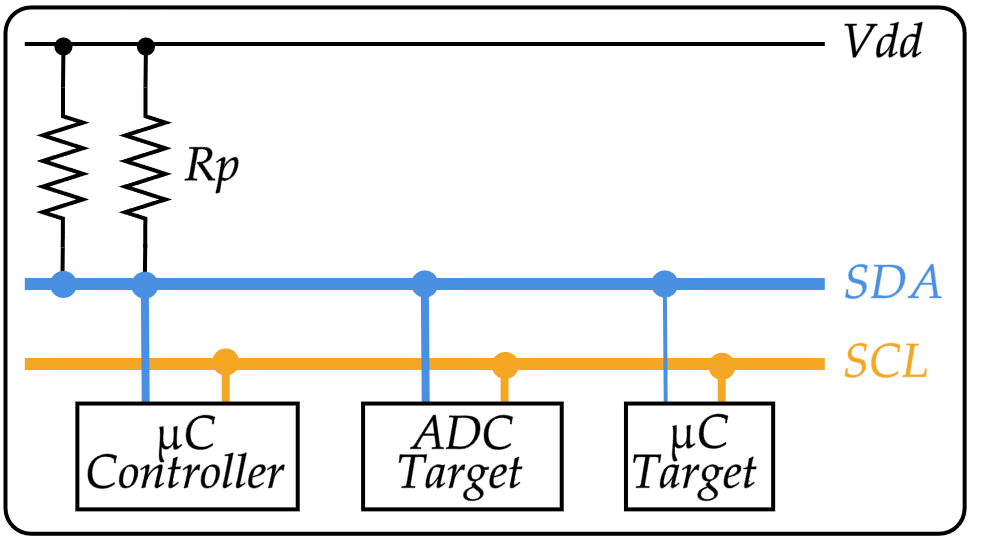 Vdd
Rp
SDA
SCL
μC
Controller
ADC
Target
μC
Target